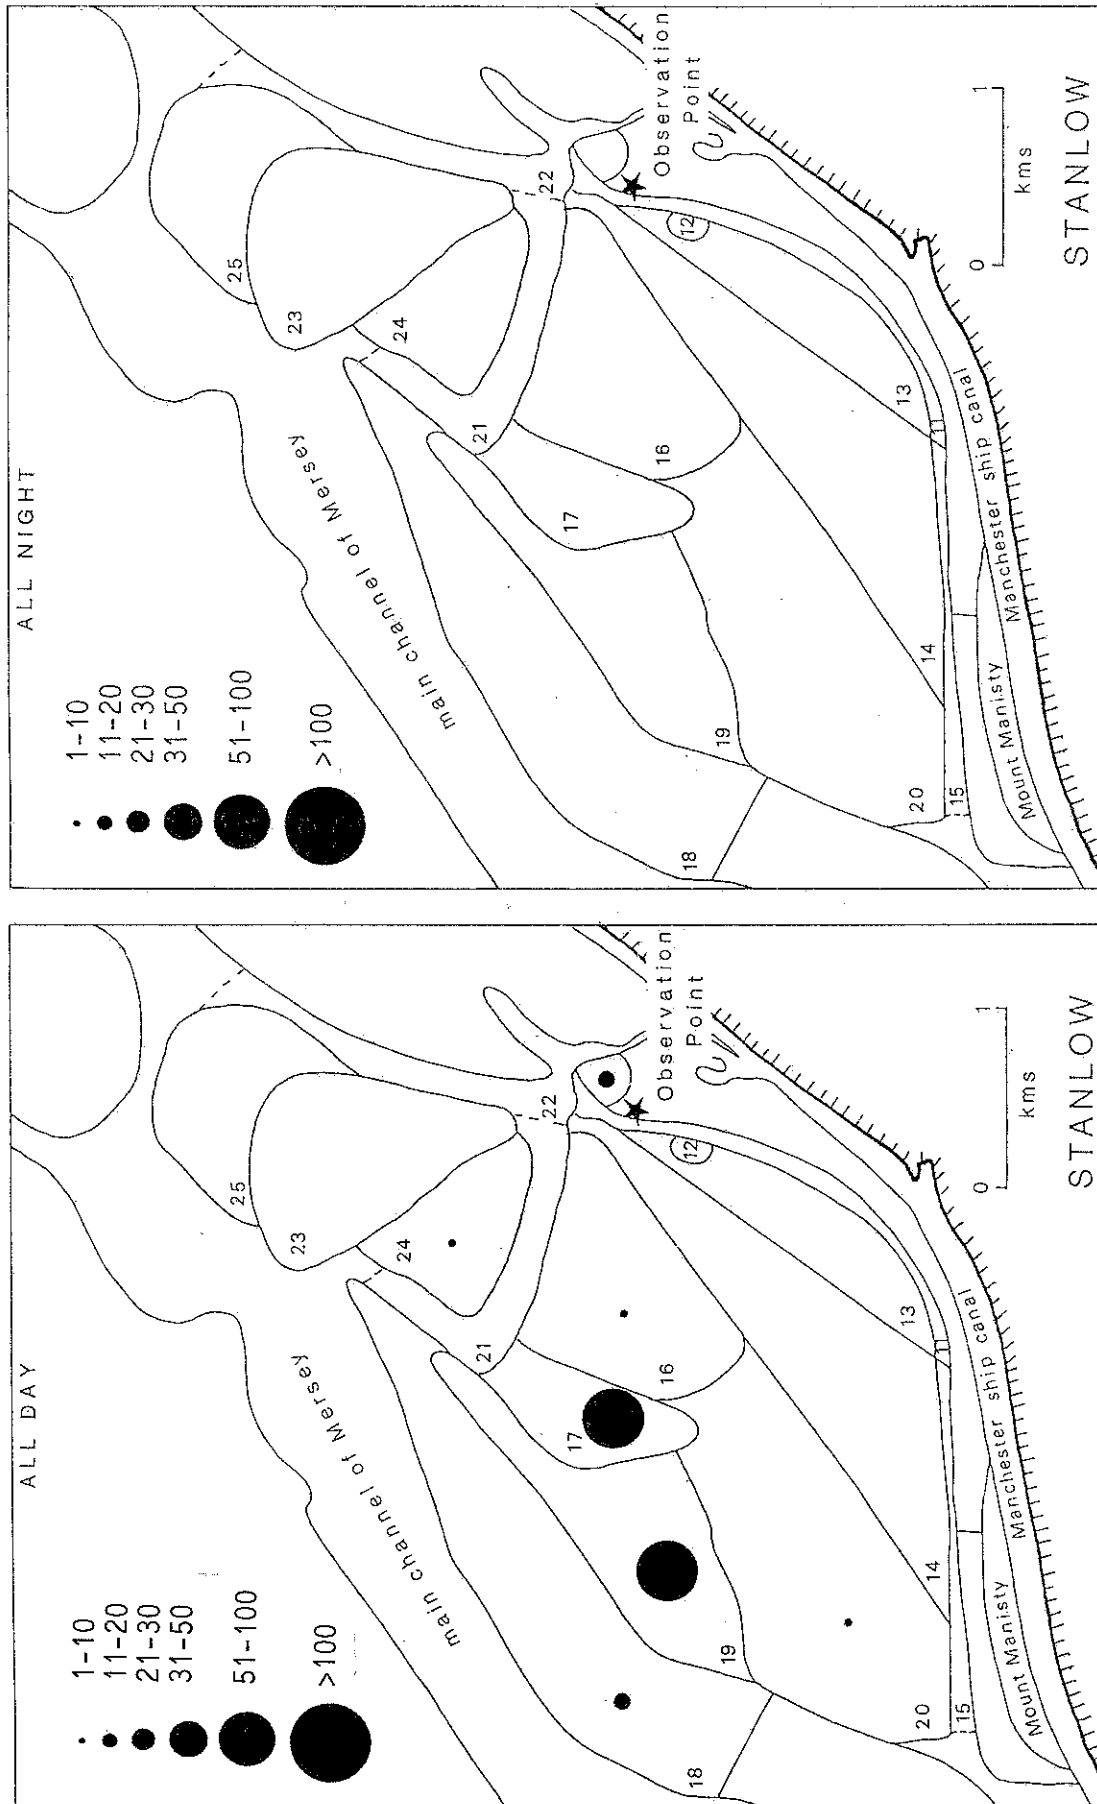 ALL DAY
1-10
11-20
21-30
31-50
51-100
>100
main channel of Mersey
25
23
24
22
21
12
Observation
Point
17
16
13
11
19
14
18
20
15
Mount Manisty
Manchester ship canal
0
1
kms
STANLOW
ALL NIGHT
1-10
11-20
21-30
31-50
51-100
>100
main channel of Mersey
25
23
24
22
21
12
Observation
Point
17
16
13
11
19
14
18
20
15
Mount Manisty
Manchester ship canal
0
1
kms
STANLOW